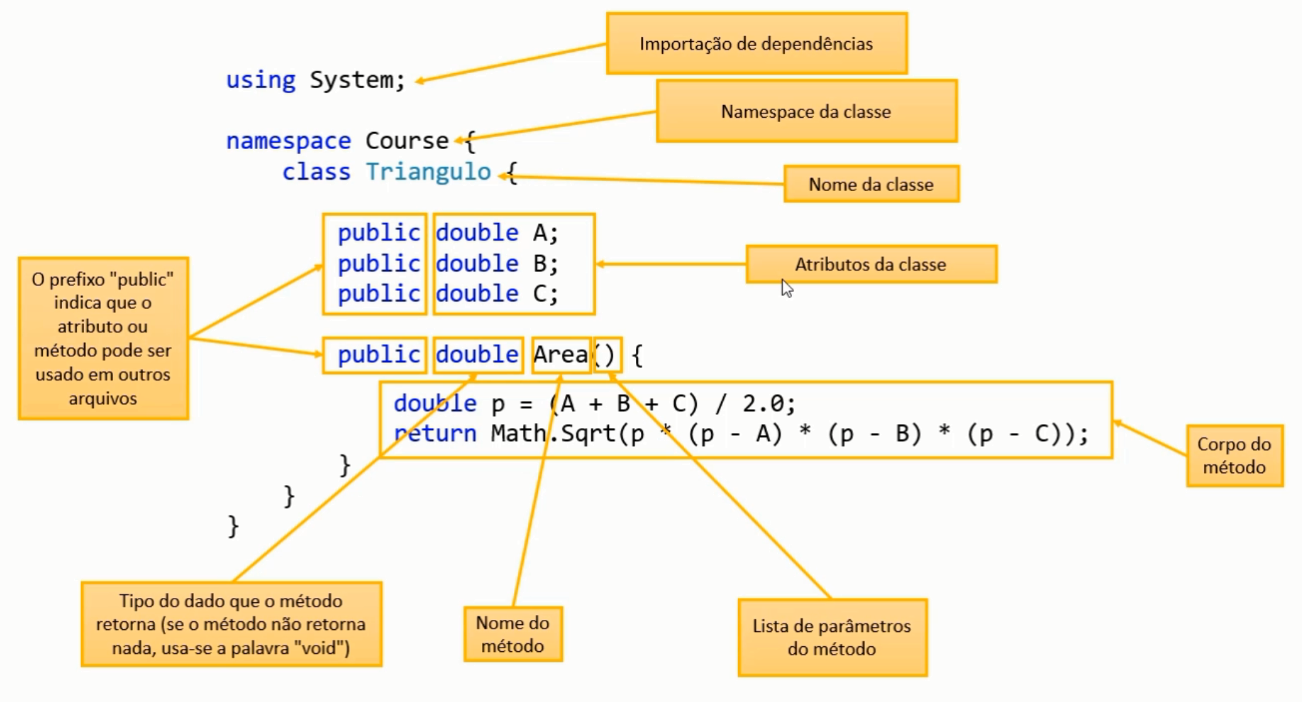 Importação de dependências
using System;
Namespace da classe
namespace Course {
class Triangulo {
Nome da classe
public double A;
public double B;
public double C;
Atributos da classe
O prefixo "public"
indica que o
atributo ou
método pode ser
usado em outros
arquivos
public double Area() {
double p = (A + B + C) / 2.0;
return Math.Sqrt(p * (p - A) * (p - B) * (p - C));
}
}
}
Corpo do
método
Tipo do dado que o método
retorna (se o método não retorna
nada, usa-se a palavra "void")
Nome do
método
Lista de parâmetros
do método